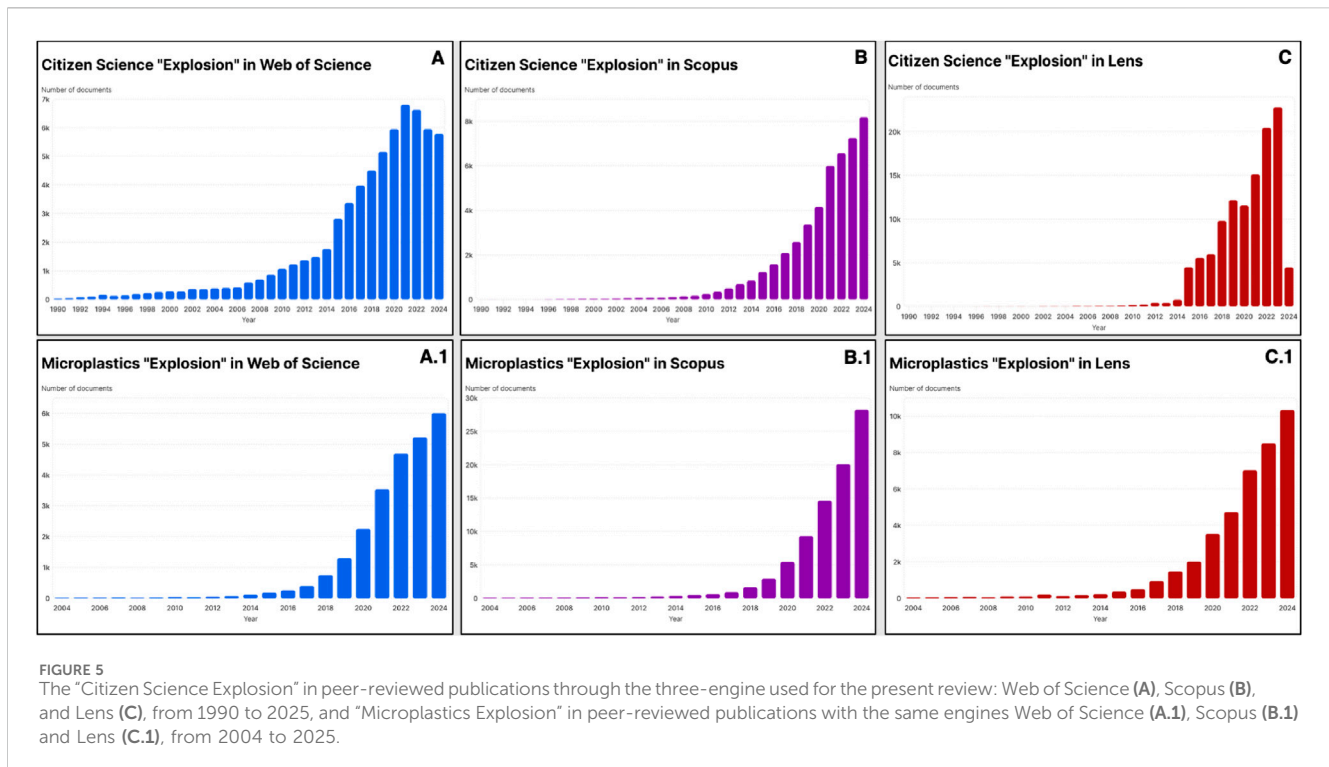 Citizen Science "Explosion" in Web of Science
A
Number of documents
7k
6k
5k
4k
3k
2k
1k
0
1990 1992 1994 1996 1998 2000 2002 2004 2006 2008 2010 2012 2014 2016 2018 2020 2022 2024
Year
Citizen Science "Explosion" in Scopus
B
Number of documents
8k
6k
4k
2k
0
1990 1992 1994 1996 1998 2000 2002 2004 2006 2008 2010 2012 2014 2016 2018 2020 2022 2024
Year
Citizen Science "Explosion" in Lens
C
Number of documents
20k
15k
10k
5k
0
1990 1992 1994 1996 1998 2000 2002 2004 2006 2008 2010 2012 2014 2016 2018 2020 2022 2024
Year
Microplastics "Explosion" in Web of Science
A.1
Number of documents
6k
5k
4k
3k
2k
1k
0
2004 2006 2008 2010 2012 2014 2016 2018 2020 2022 2024
Year
Microplastics "Explosion" in Scopus
B.1
Number of documents
30k
25k
20k
15k
10k
5k
0
2004 2006 2008 2010 2012 2014 2016 2018 2020 2022 2024
Year
Microplastics "Explosion" in Lens
C.1
Number of documents
10k
8k
6k
4k
2k
0
2004 2006 2008 2010 2012 2014 2016 2018 2020 2022 2024
Year
FIGURE 5
The “Citizen Science Explosion” in peer-reviewed publications through the three-engine used for the present review: Web of Science (A), Scopus (B),
and Lens (C), from 1990 to 2025, and “Microplastics Explosion” in peer-reviewed publications with the same engines Web of Science (A.1), Scopus (B.1)
and Lens (C.1), from 2004 to 2025.